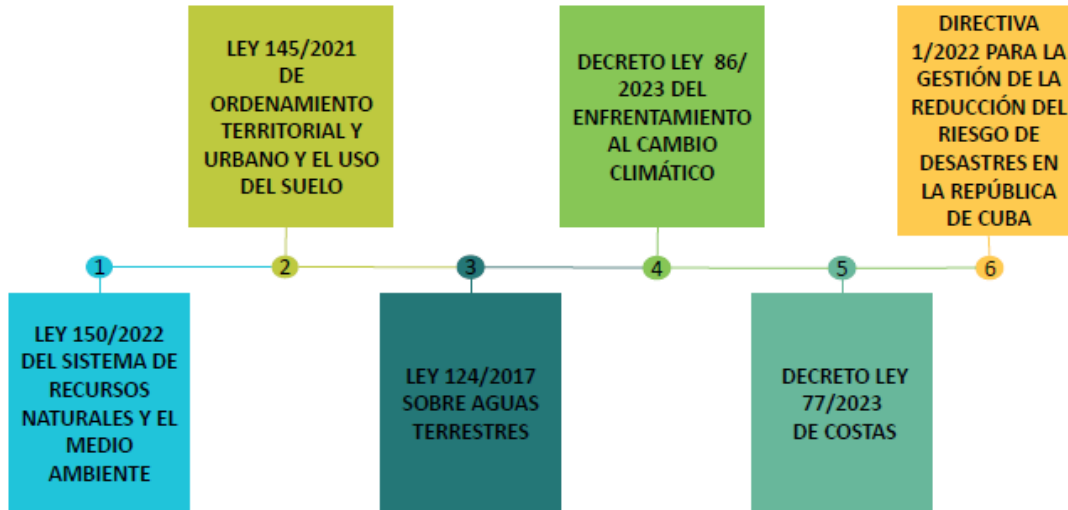 LEY 145/2021
DE
ORDENAMIENTO
TERRITORIAL Y
URBANO Y EL USO
DEL SUELO
DECRETO LEY 86/
2023 DEL
ENFRENTAMIENTO
AL CAMBIO
CLIMÁTICO
DIRECTIVA
1/2022 PARA LA
GESTIÓN DE LA
REDUCCIÓN DEL
RIESGO DE
DESASTRES EN
LA REPÚBLICA
DE CUBA
1
2
3
4
5
6
LEY 150/2022
DEL SISTEMA DE
RECURSOS
NATURALES Y EL
MEDIO
AMBIENTE
LEY 124/2017
SOBRE AGUAS
TERRESTRES
DECRETO LEY
77/2023
DE COSTAS